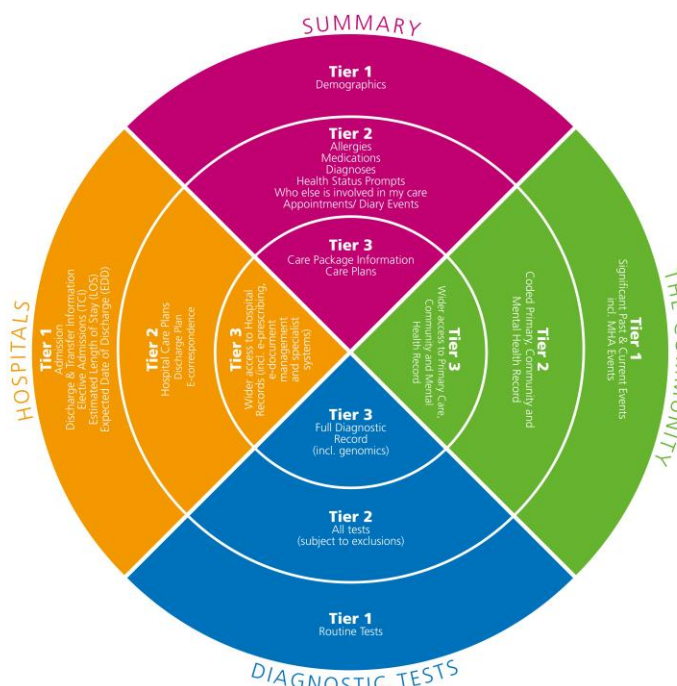 SUMMARY
Tier 1
Demographics
Tier 2
Allergies
Medications
Diagnoses
Health Status Prompts
Who else is involved in my care
Appointments/ Diary Events
Tier 3
Care Package Information
Care Plans
HOSPITALS
Tier 1
Admission
Discharge & Transfer Information
Elective Admissions (TCI)
Estimated Length of Say (LOS)
Expected Date of Discharge (EDD)
Tier 2
Hospital Care Plans
Discharge Plan
E-correspondence
Tier 3
Wider access to Hospital
Records (incl. e-prescribing,
e-document
management
and specialist
systems)
THE COMMUNITY
Tier 1
Significant Past & Current Events
incl. MHA Events
Tier 2
Coded Primary, Community and
Mental Health Record
Tier 3
Wider access to Primary Care,
Community and Mental
Health Record
Tier 3
Full Diagnostic
Record
(incl. genomics)
Tier 2
All tests
(subject to exclusions)
Tier 1
Routine Tests
DIAGNOSTIC TESTS